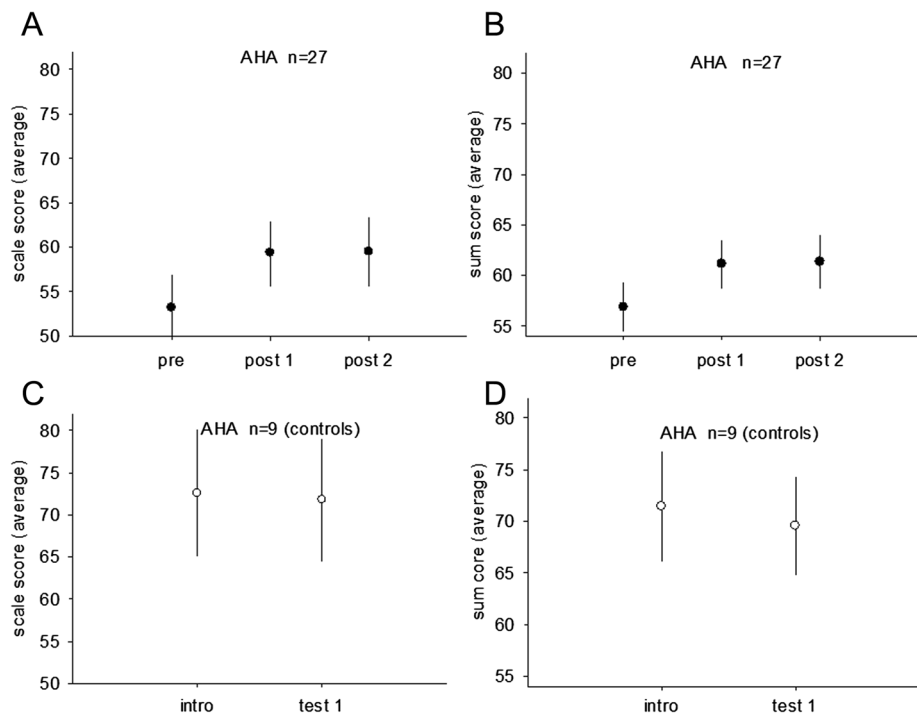 A
AHA n=27
scale score (average)
80
75
70
65
60
55
50
pre post 1 post 2
B
AHA n=27
sum score (average)
80
75
70
65
60
55
pre post 1 post 2
C
AHA n=9 (controls)
scale score (average)
80
75
70
65
60
55
50
intro test 1
D
AHA n=9 (controls)
sum core (average)
80
75
70
65
60
55
intro test 1